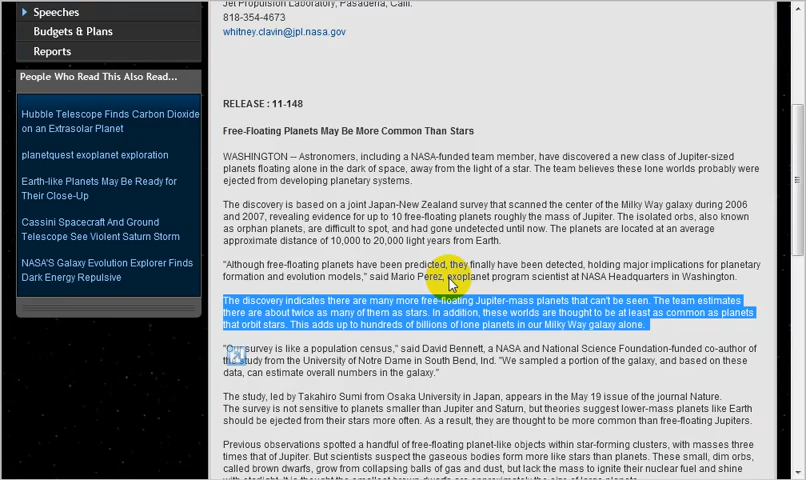 Speeches
Budgets & Plans
Reports
People Who Read This Also Read...
Hubble Telescope Finds Carbon Dioxide
on an Extrasolar Planet
planetquest exoplanet exploration
Earth-like Planets May Be Ready for
Their Close-Up
Cassini Spacecraft And Ground
Telescope See Violent Saturn Storm
NASA'S Galaxy Evolution Explorer Finds
Dark Energy Repulsive
Jet Propulsion Laboratory, Pasadena, Calif.
818-354-4673
whitney.clavin@jpl.nasa.gov
RELEASE : 11-148
Free-Floating Planets May Be More Common Than Stars
WASHINGTON -- Astronomers, including a NASA-funded team member, have discovered a new class of Jupiter-sized
planets floating alone in the dark of space, away from the light of a star. The team believes these lone worlds probably were
ejected from developing planetary systems.
The discovery is based on a joint Japan-New Zealand survey that scanned the center of the Milky Way galaxy during 2006
and 2007, revealing evidence for up to 10 free-floating planets roughly the mass of Jupiter. The isolated orbs, also known
as orphan planets, are difficult to spot, and had gone undetected until now. The planets are located at an average
approximate distance of 10,000 to 20,000 light years from Earth.
"Although free-floating planets have been predicted, they finally have been detected, holding major implications for planetary
formation and evolution models," said Mario Perez, exoplanet program scientist at NASA Headquarters in Washington.
The discovery indicates there are many more free-floating Jupiter-mass planets that can't be seen. The team estimates
there are about twice as many of them as stars. In addition, these worlds are thought to be at least as common as planets
that orbit stars. This adds up to hundreds of billions of lone planets in our Milky Way galaxy alone.
"Our survey is like a population census," said David Bennett, a NASA and National Science Foundation-funded co-author of
the study from the University of Notre Dame in South Bend, Ind. "We sampled a portion of the galaxy, and based on these
data, can estimate overall numbers in the galaxy."
The study, led by Takahiro Sumi from Osaka University in Japan, appears in the May 19 issue of the journal Nature.
The survey is not sensitive to planets smaller than Jupiter and Saturn, but theories suggest lower-mass planets like Earth
should be ejected from their stars more often. As a result, they are thought to be more common than free-floating Jupiters.
Previous observations spotted a handful of free-floating planet-like objects within star-forming clusters, with masses three
times that of Jupiter. But scientists suspect the gaseous bodies form more like stars than planets. These small, dim orbs,
called brown dwarfs, grow from collapsing balls of gas and dust, but lack the mass to ignite their nuclear fuel and shine
with starlight. It is thought the smallest brown dwarfs are approximately the size of large planets.